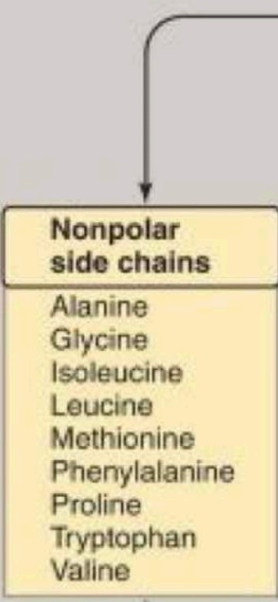 Nonpolar
side chains
Alanine
Glycine
Isoleucine
Leucine
Methionine
Phenylalanine
Proline
Tryptophan
Valine